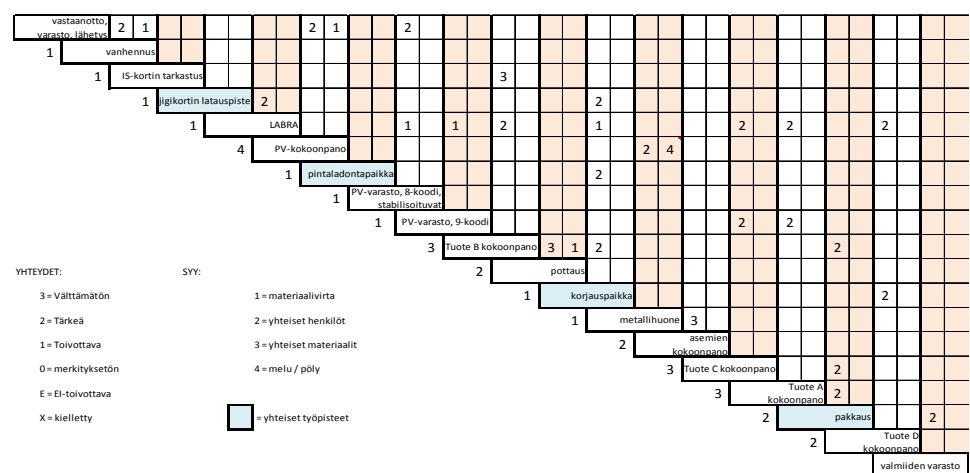 vastaanotto, varasto, lähetys 2 1 2 1 2
1 vanhennus
1 IS-kortin tarkastus 3
1 jigikortin latauspiste 2 2
1 LABRA 1 1 2 1 2 2 2
4 PV-kokoonpano 2 4
1 pintaladontapaikka 2
1 PV-varasto, 8-koodi, stabilisoituvat
1 PV-varasto, 9-koodi 2 2
3 Tuote B kokoonpano 3 1 2 2
2 pottaus
1 korjauspaikka 2
1 metallihuone 3
2 asemien kokoonpano
3 Tuote C kokoonpano 2
3 Tuote A kokoonpano 2
2 pakkaus 2
2 Tuote D kokoonpano
valmiiden varasto
YHTEYDET: SYY:
3 = Välttämätön 1 = materiaalivirta
2 = Tärkeä 2 = yhteiset henkilöt
1 = Toivottava 3 = yhteiset materiaalit
0 = merkityksetön 4 = melu / pöly
E = EI-toivottava
X = kielletty = yhteiset työpisteet